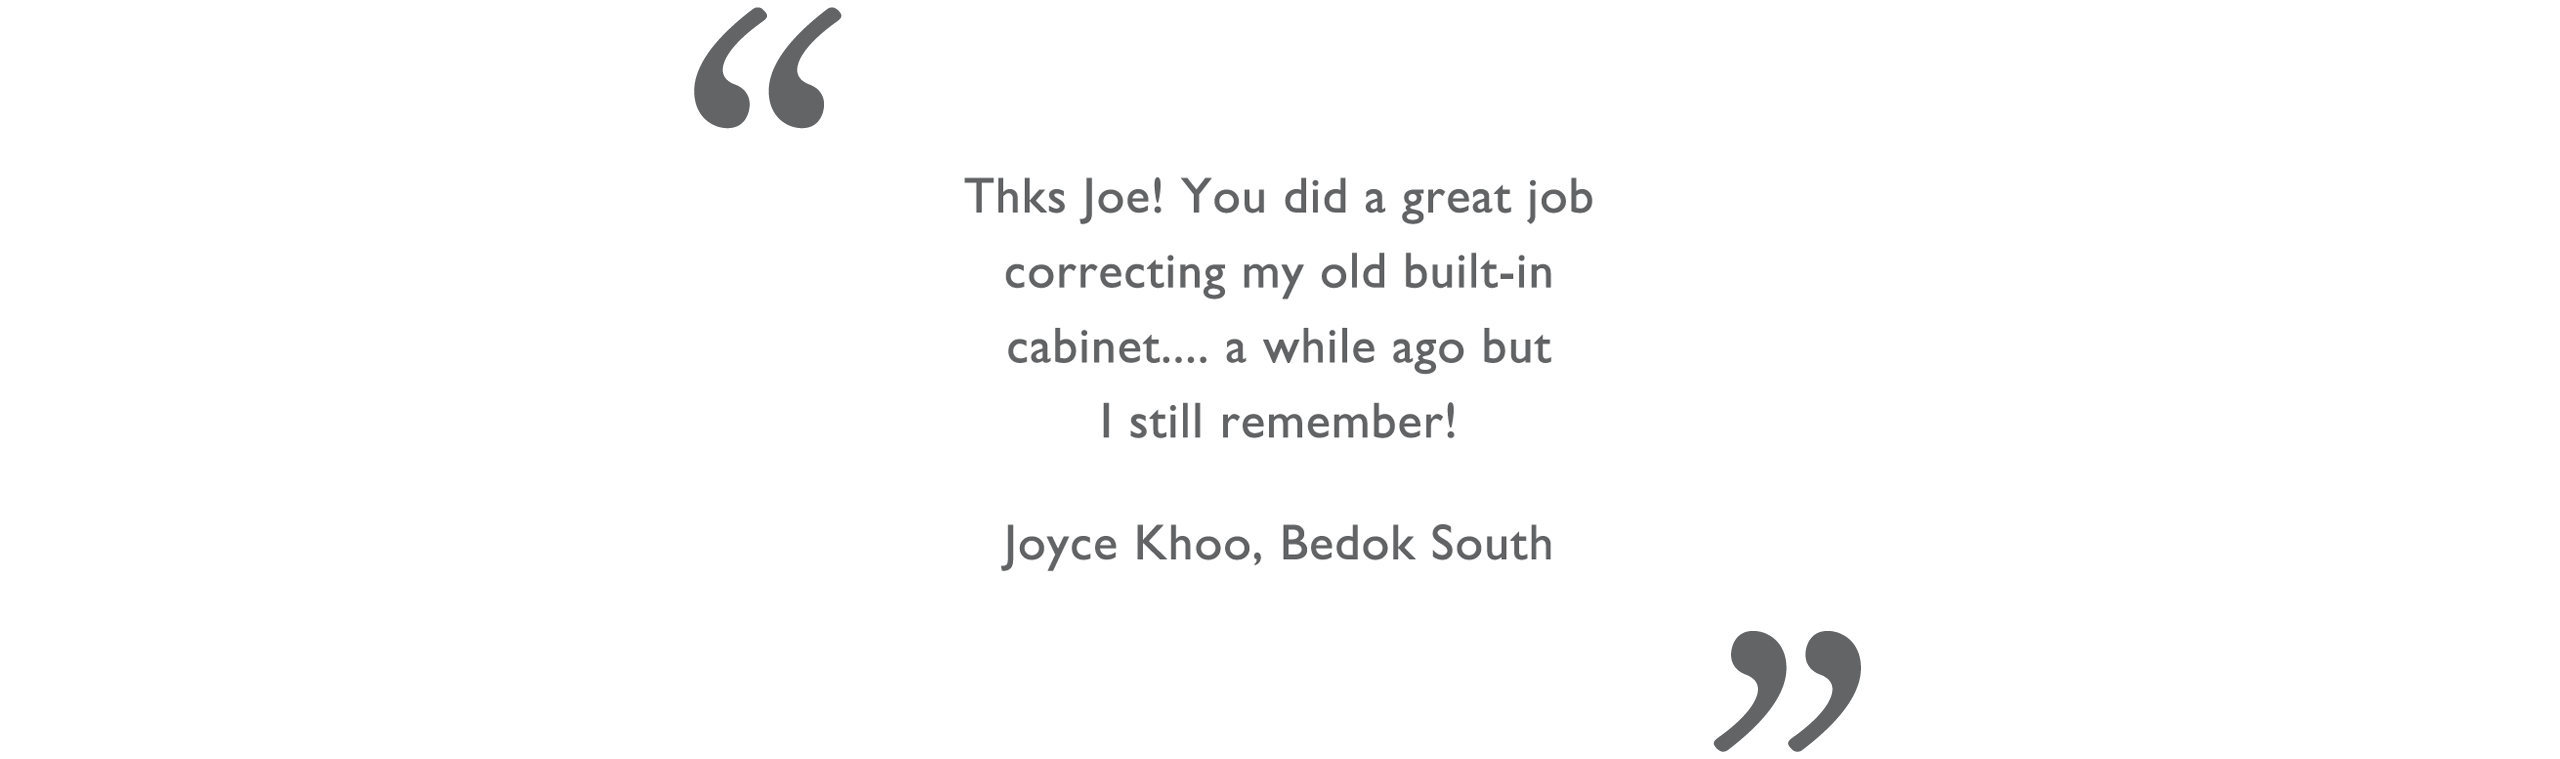 “
Thks Joe! You did a great job
correcting my old built-in
cabinet.... a while ago but
I still remember!
Joyce Khoo, Bedok South
”